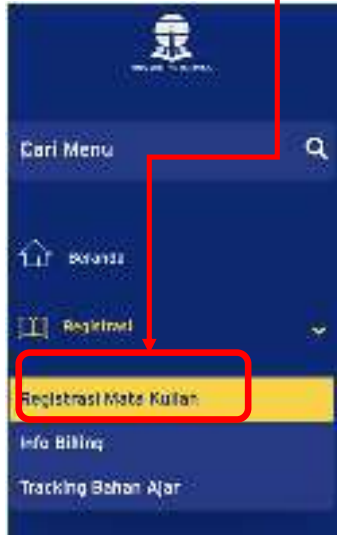 Cari Menu
Beranda
Registrasi
Registrasi Mata Kuliah
Info Billing
Tracking Bahan Ajar